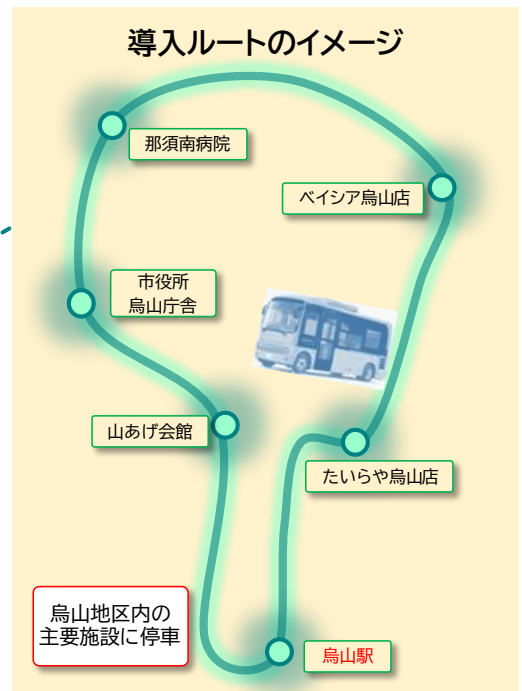 導入ルートのイメージ
那須南病院
ベイシア烏山店
市役所
烏山庁舎
山あげ会館
たいらや烏山店
烏山地区内の
主要施設に停車
烏山駅